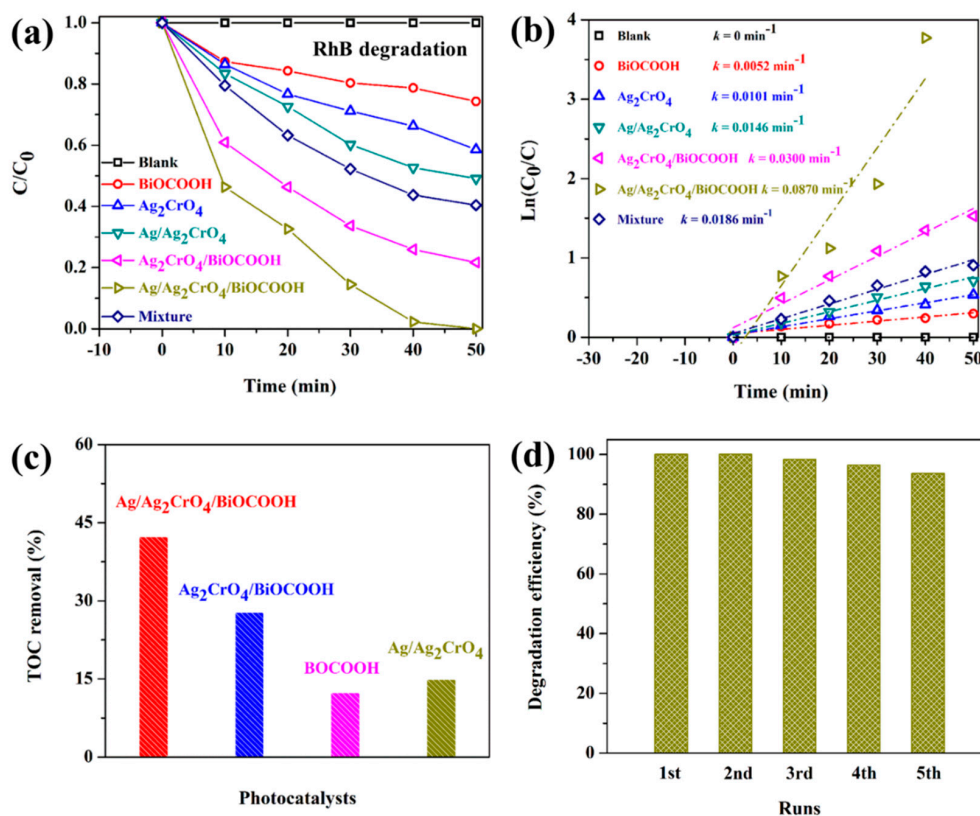 (a)
RhB degradation
C/C₀
1.0
0.8
0.6
0.4
0.2
0.0
Blank
BiOCOOH
Ag₂CrO₄
Ag/Ag₂CrO₄
Ag₂CrO₄/BiOCOOH
Ag/Ag₂CrO₄/BiOCOOH
Mixture
-10 0 10 20 30 40 50
Time (min)
(b)
Ln(C₀/C)
4
3
2
1
0
Blank k = 0 min⁻¹
BiOCOOH k = 0.0052 min⁻¹
Ag₂CrO₄ k = 0.0101 min⁻¹
Ag/Ag₂CrO₄ k = 0.0146 min⁻¹
Ag₂CrO₄/BiOCOOH k = 0.0300 min⁻¹
Ag/Ag₂CrO₄/BiOCOOH k = 0.0870 min⁻¹
Mixture k = 0.0186 min⁻¹
-30 -20 -10 0 10 20 30 40 50
Time (min)
(c)
TOC removal (%)
60
45
30
15
0
Ag/Ag₂CrO₄/BiOCOOH
Ag₂CrO₄/BiOCOOH
BOCOOH
Ag/Ag₂CrO₄
Photocatalysts
(d)
Degradation efficiency (%)
100
80
60
40
20
0
1st 2nd 3rd 4th 5th
Runs